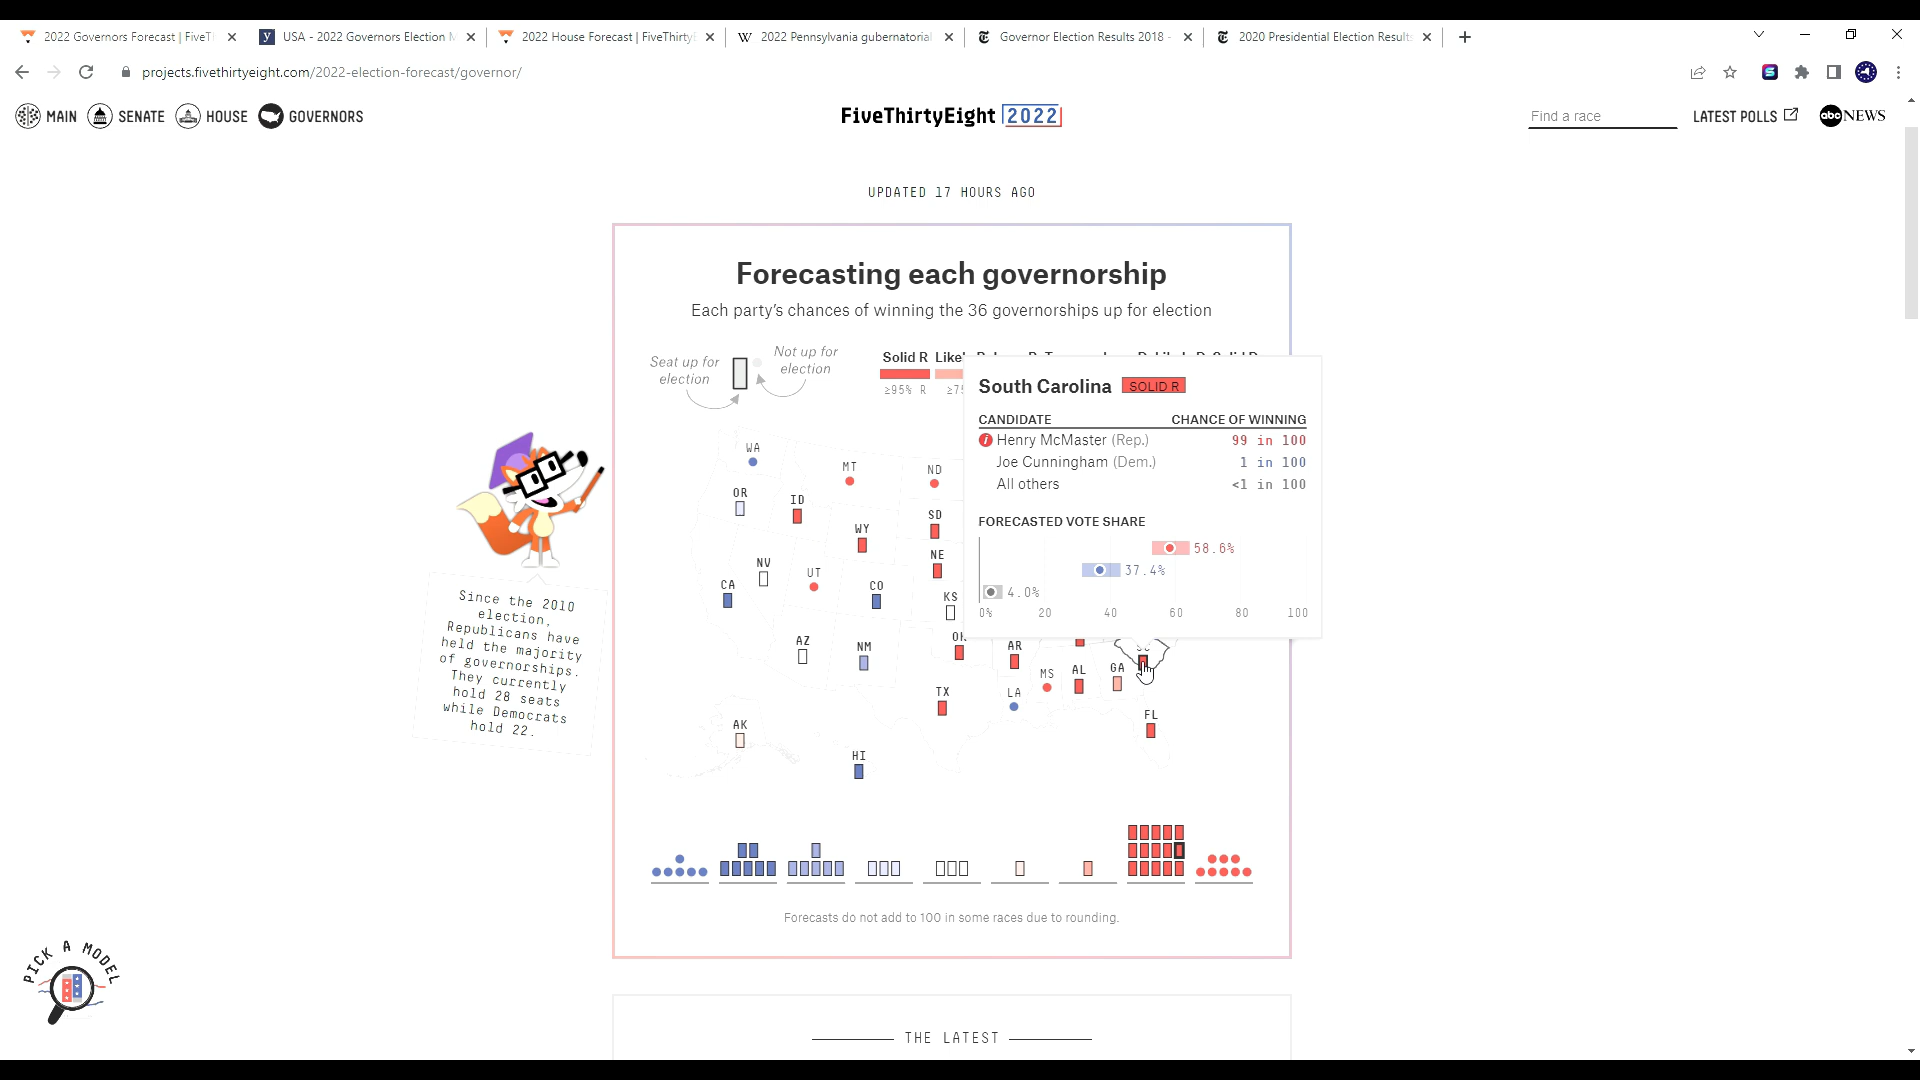 2022 Governors Forecast | FiveT
USA - 2022 Governors Election M
2022 House Forecast | FiveThirty
2022 Pennsylvania gubernatorial
Governor Election Results 2018 -
2020 Presidential Election Results
projects.fivethirtyeight.com/2022-election-forecast/governor/
MAIN SENATE HOUSE GOVERNORS
FiveThirtyEight 2022
Find a race
LATEST POLLS
abc NEWS
UPDATED 17 HOURS AGO
Forecasting each governorship
Each party's chances of winning the 36 governorships up for election
Seat up for
election
Not up for
election
Solid R
≥95% R
South Carolina SOLID R
CANDIDATE CHANCE OF WINNING
i Henry McMaster (Rep.) 99 in 100
Joe Cunningham (Dem.) 1 in 100
All others <1 in 100
FORECASTED VOTE SHARE
58.6%
37.4%
4.0%
0% 20 40 60 80 100
WA
MT
ND
OR
ID
SD
WY
NE
NV
UT
CA
CO
KS
AZ
NM
AR
GA
MS
AL
TX
LA
FL
AK
HI
Since the 2010
election,
Republicans have
held the majority
of governorships.
They currently
hold 28 seats
while Democrats
hold 22.
Forecasts do not add to 100 in some races due to rounding.
PICK A MODEL
THE LATEST